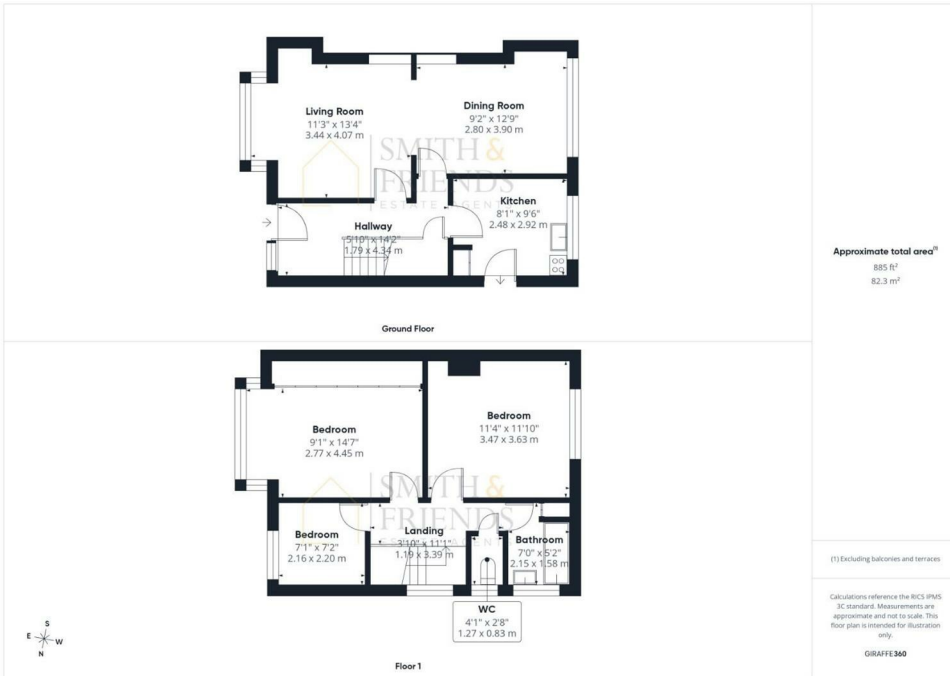 Living Room
11'3" x 13'4"
3.44 x 4.07 m
Dining Room
9'2" x 12'9"
2.80 x 3.90 m
SMITH &
FRIENDS
ESTATE AGENTS
Kitchen
8'1" x 9'6"
2.48 x 2.92 m
Hallway
5'10" x 14'2"
1.79 x 4.34 m
Ground Floor
Approximate total area(1)
885 ft²
82.3 m²
Bedroom
9'1" x 14'7"
2.77 x 4.45 m
Bedroom
11'4" x 11'10"
3.47 x 3.63 m
SMITH &
FRIENDS
ESTATE AGENTS
Bedroom
7'1" x 7'2"
2.16 x 2.20 m
Landing
3'10" x 11'1"
1.19 x 3.39 m
Bathroom
7'0" x 5'2"
2.15 x 1.58 m
WC
4'1" x 2'8"
1.27 x 0.83 m
S
E
W
N
Floor 1
(1) Excluding balconies and terraces
Calculations reference the RICS IPMS
3C standard. Measurements are
approximate and not to scale. This
floor plan is intended for illustration
only.
GIRAFFE360